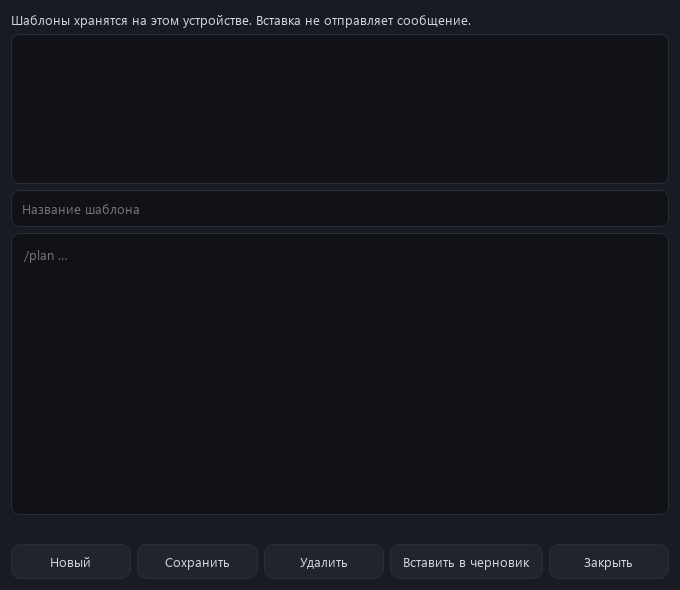 Шаблоны хранятся на этом устройстве. Вставка не отправляет сообщение.
Название шаблона
/plan ...
Новый
Сохранить
Удалить
Вставить в черновик
Закрыть